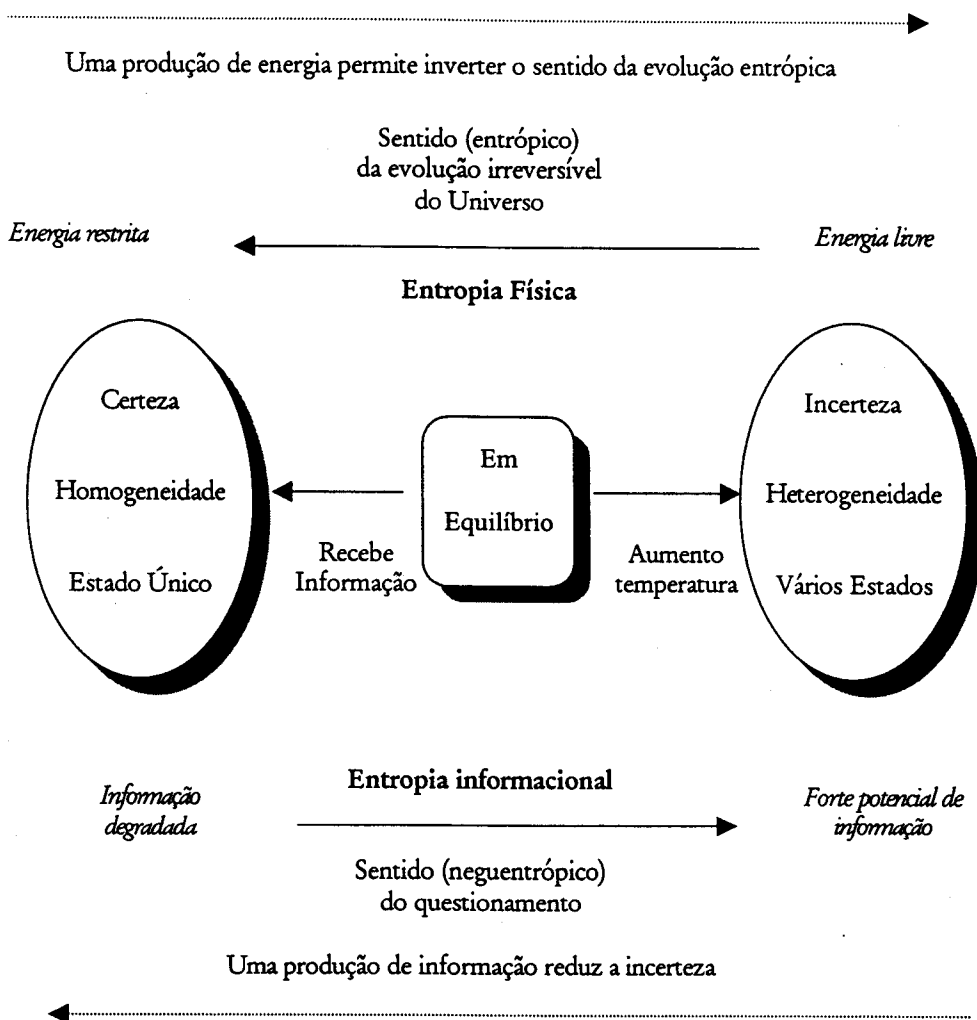 Uma produção de energia permite inverter o sentido da evolução entrópica
Sentido (entrópico)
da evolução irreversível
do Universo
Energia restrita
Energia livre
Entropia Física
Certeza
Homogeneidade
Estado Único
Recebe
Informação
Em
Equilíbrio
Aumento
temperatura
Incerteza
Heterogeneidade
Vários Estados
Informação
degradada
Entropia informacional
Forte potencial de
informação
Sentido (neguentrópico)
do questionamento
Uma produção de informação reduz a incerteza